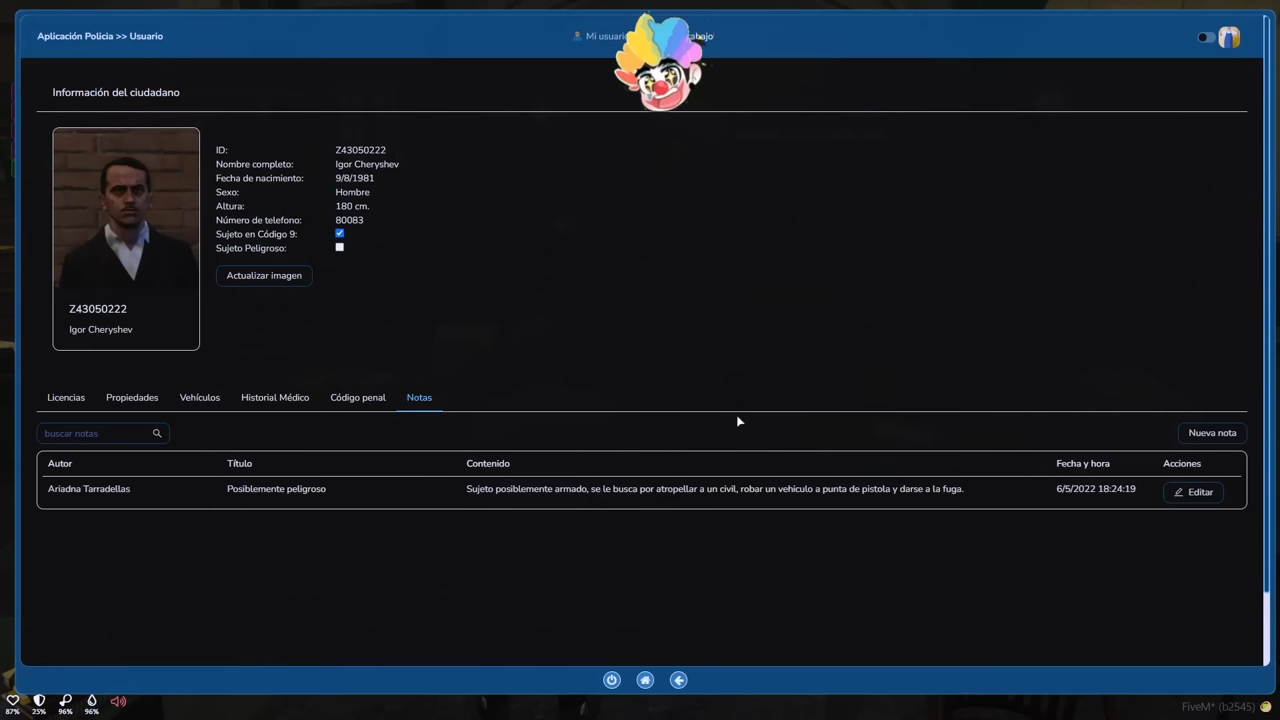 Aplicación Policia >> Usuario
Mi usuario
Información del ciudadano
ID: Z43050222
Nombre completo: Igor Cheryshev
Fecha de nacimiento: 9/8/1981
Sexo: Hombre
Altura: 180 cm.
Número de telefono: 80083
Sujeto en Código 9:
Sujeto Peligroso:
Actualizar imagen
Z43050222
Igor Cheryshev
Licencias Propiedades Vehículos Historial Médico Código penal Notas
buscar notas
Nueva nota
Autor Título Contenido Fecha y hora Acciones
Ariadna Tarradellas Posiblemente peligroso Sujeto posiblemente armado, se le busca por atropellar a un civil, robar un vehiculo a punta de pistola y darse a la fuga. 6/5/2022 18:24:19 Editar
87% 25% 96% 96%
FiveM* (b2545)